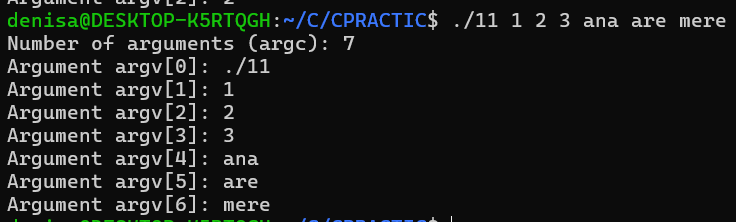 Argument argv[2]: 2
denisa@DESKTOP-K5RTQGH:~/C/CPRACTIC$ ./11 1 2 3 ana are mere
Number of arguments (argc): 7
Argument argv[0]: ./11
Argument argv[1]: 1
Argument argv[2]: 2
Argument argv[3]: 3
Argument argv[4]: ana
Argument argv[5]: are
Argument argv[6]: mere
denisa@DESKTOP-K5RTQGH:~/C/CPRACTIC$